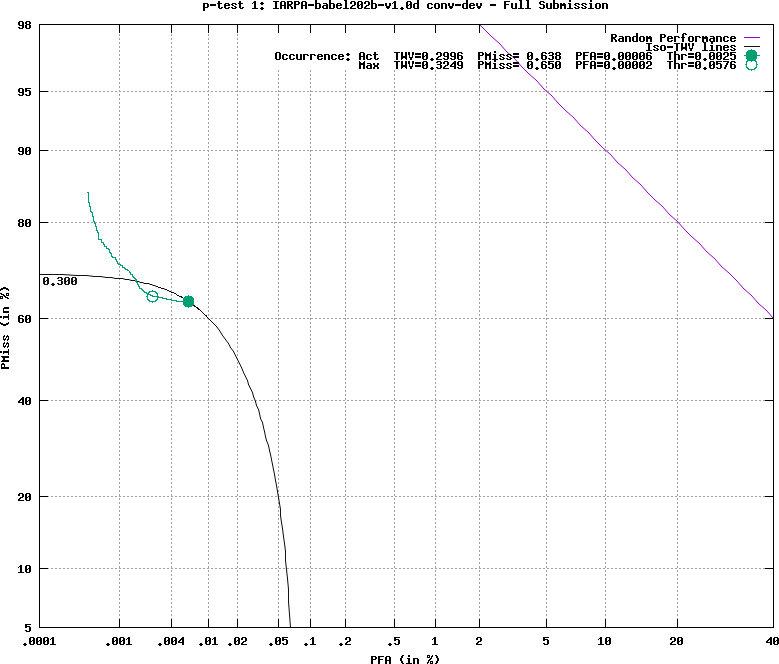 p-test 1: IARPA-babel202b-v1.0d conv-dev - Full Submission
Random Performance
Iso-TWV lines
Occurrence: Act TWV=0.2996 PMiss= 0.638 PFA=0.00006 Thr=0.0025
Max TWV=0.3249 PMiss= 0.650 PFA=0.00002 Thr=0.0576
98
95
90
80
60
40
20
10
5
0.300
PMiss (in %)
.0001 .001 .004 .01 .02 .05 .1 .2 .5 1 2 5 10 20 40
PFA (in %)